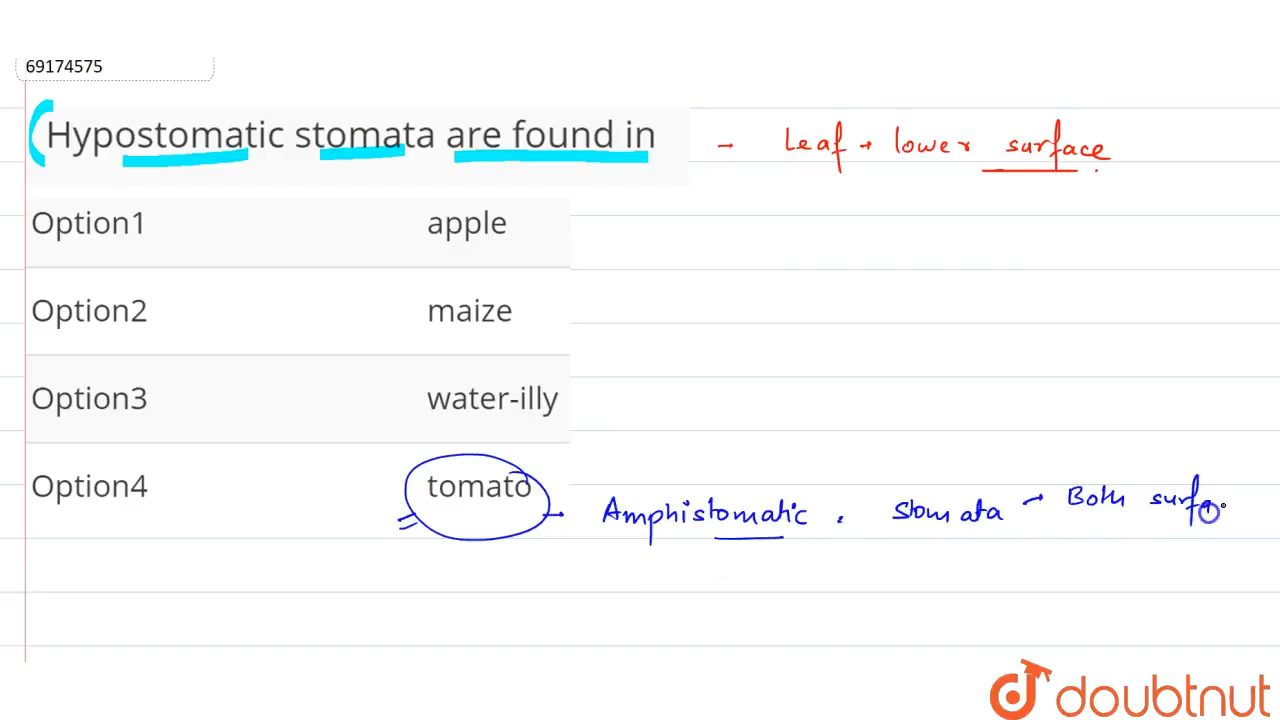 69174575
Hypostomatic stomata are found in
- Leaf → lower surface
Option1 apple
Option2 maize
Option3 water-illy
Option4 tomato
→ Amphistomatic . Stomata → Both surfa
doubtnut